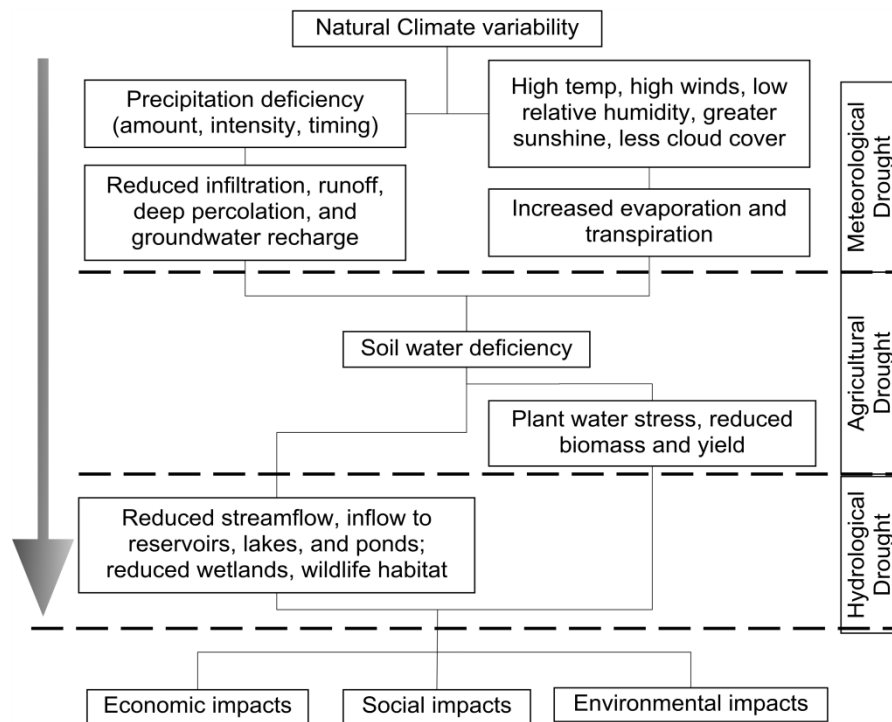 Natural Climate variability
Precipitation deficiency
(amount, intensity, timing)
High temp, high winds, low
relative humidity, greater
sunshine, less cloud cover
Reduced infiltration, runoff,
deep percolation, and
groundwater recharge
Increased evaporation and
transpiration
Meteorological
Drought
Soil water deficiency
Plant water stress, reduced
biomass and yield
Agricultural
Drought
Reduced streamflow, inflow to
reservoirs, lakes, and ponds;
reduced wetlands, wildlife habitat
Hydrological
Drought
Economic impacts
Social impacts
Environmental impacts